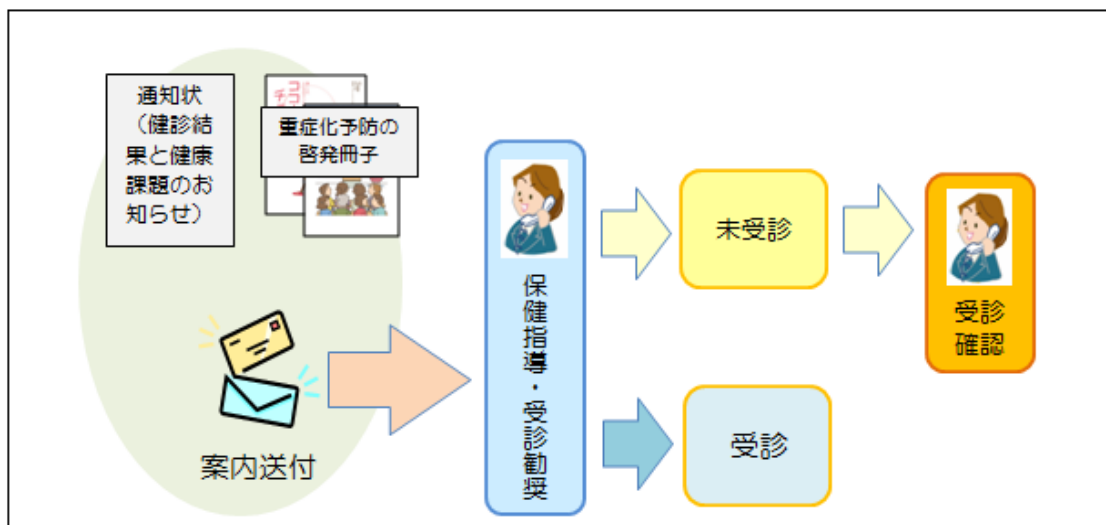 通知状
（健診結
果と健康
課題のお
知らせ）
重症化予防の
啓発冊子
案内送付
保健指導・受診勧奨
未受診
受診
確認
受診